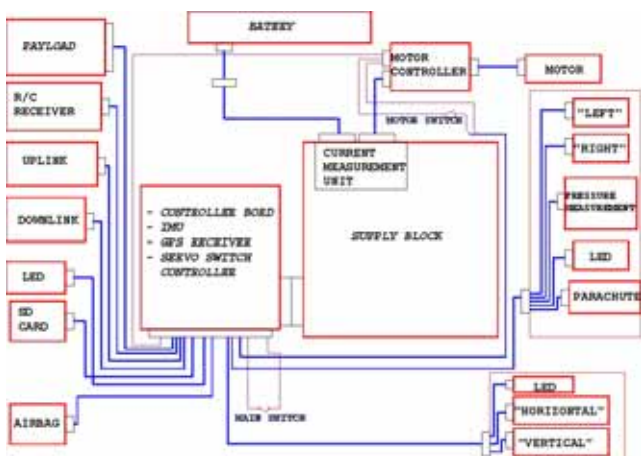 BATERY
PAYLOAD
MOTOR
CONTROLLER
MOTOR
R/C
RECEIVER
"LEFT"
MOTOR SWITCH
"RIGHT"
UPLINK
CURRENT
MEASUREMENT
UNIT
PRESSURE
MEASUREMENT
DOWNLINK
- CONTROLLER BORD
- IMU
- GPS RECEIVER
- SERVO SWITCH
CONTROLLER
SUPPLY BLOCK
LED
LED
SD
CARD
PARACHUTE
LED
AIRBAG
MAIN SWITCH
"HORIZONTAL"
"VERTICAL"